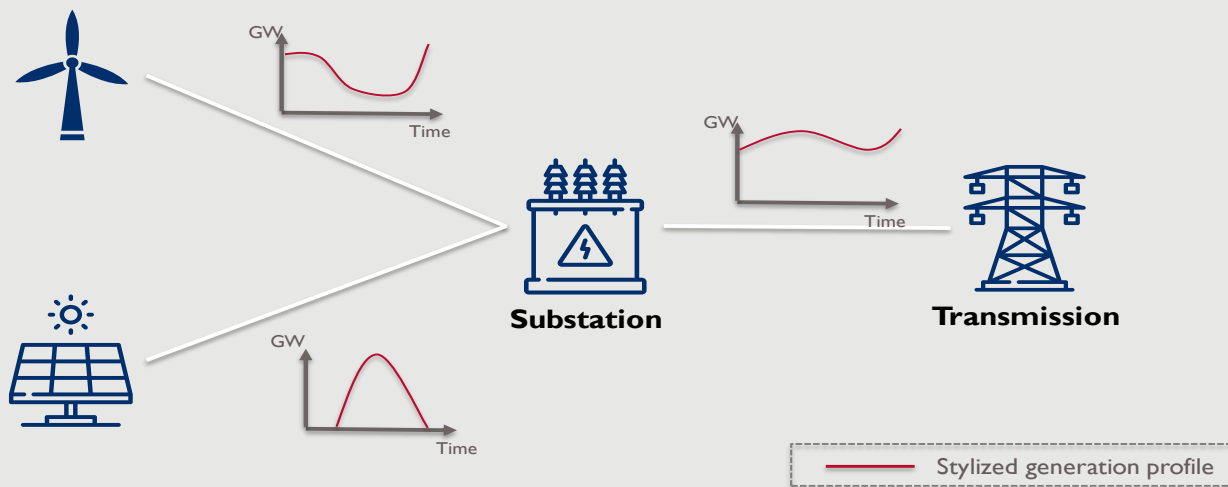 GW
Time
GW
Time
Substation
Transmission
GW
Time
Stylized generation profile